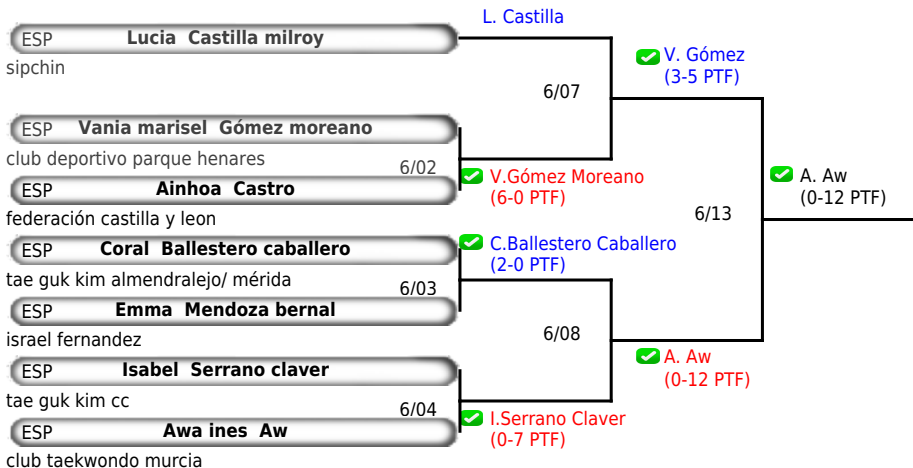 L. Castilla
ESP Lucia Castilla milroy
sipchin
V. Gómez
(3-5 PTF)
6/07
ESP Vania marisel Gómez moreano
club deportivo parque henares
6/02
V.Gómez Moreano
(6-0 PTF)
ESP Ainhoa Castro
federación castilla y leon
A. Aw
(0-12 PTF)
6/13
ESP Coral Ballestero caballero
C.Ballestero Caballero
(2-0 PTF)
tae guk kim almendralejo/ mérida
6/03
ESP Emma Mendoza bernal
israel fernandez
6/08
A. Aw
(0-12 PTF)
ESP Isabel Serrano claver
tae guk kim cc
6/04
I.Serrano Claver
(0-7 PTF)
ESP Awa ines Aw
club taekwondo murcia